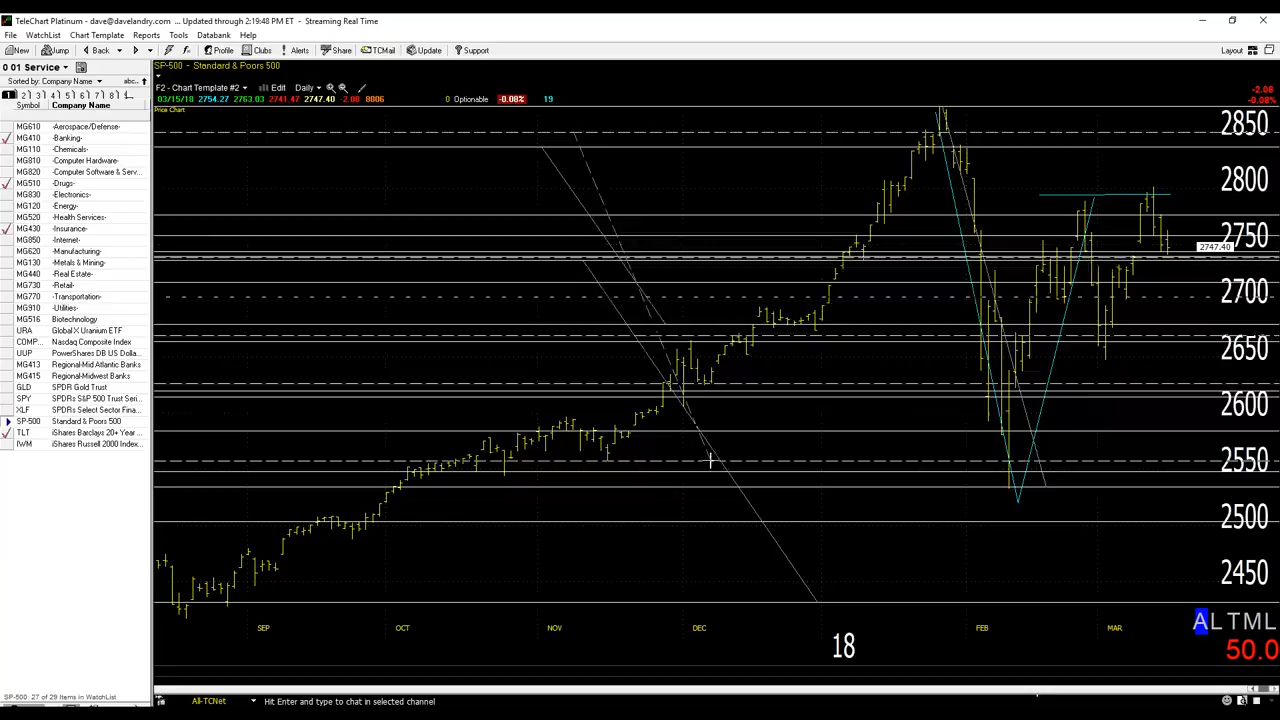 TeleChart Platinum - dave@davelandry.com ... Updated through 2:19:48 PM ET - Streaming Real Time
File WatchList Chart Template Reports Tools Databank Help
New Jump Back Profile Clubs Alerts Share TCMail Update Support Layout
0 01 Service SP-500 - Standard & Poors 500
Sorted by: Company Name abc..
F2 - Chart Template #2 Edit Daily
1 2 3 4 5 6 7 8
03/15/18 2754.27 2763.03 2741.47 2747.40 -2.08 8806 0 Optionable -0.08% 19
-2.08
-0.08%
Symbol Company Name
Price Chart
MG610 -Aerospace/Defense-
MG410 -Banking-
MG110 -Chemicals-
MG810 -Computer Hardware-
MG820 -Computer Software & Serv...
MG510 -Drugs-
MG830 -Electronics-
MG120 -Energy-
MG520 -Health Services-
MG430 -Insurance-
MG850 -Internet-
MG620 -Manufacturing-
MG130 -Metals & Mining-
MG440 -Real Estate-
MG730 -Retail-
MG770 -Transportation-
MG910 -Utilities-
MG516 Biotechnology
URA Global X Uranium ETF
COMP... Nasdaq Composite Index
UUP PowerShares DB US Dolla...
MG413 Regional-Mid Atlantic Banks
MG415 Regional-Midwest Banks
GLD SPDR Gold Trust
SPY SPDRs S&P 500 Trust Seri...
XLF SPDRs Select Sector Fina...
SP-500 Standard & Poors 500
TLT iShares Barclays 20+ Year ...
IWM iShares Russell 2000 Index...
2850
2800
2750
2747.40
2700
2650
2600
2550
2500
2450
SEP OCT NOV DEC 18 FEB MAR
ALTML
50.0
SP-500: 27 of 29 Items in WatchList
All-TCNet Hit Enter and type to chat in selected channel